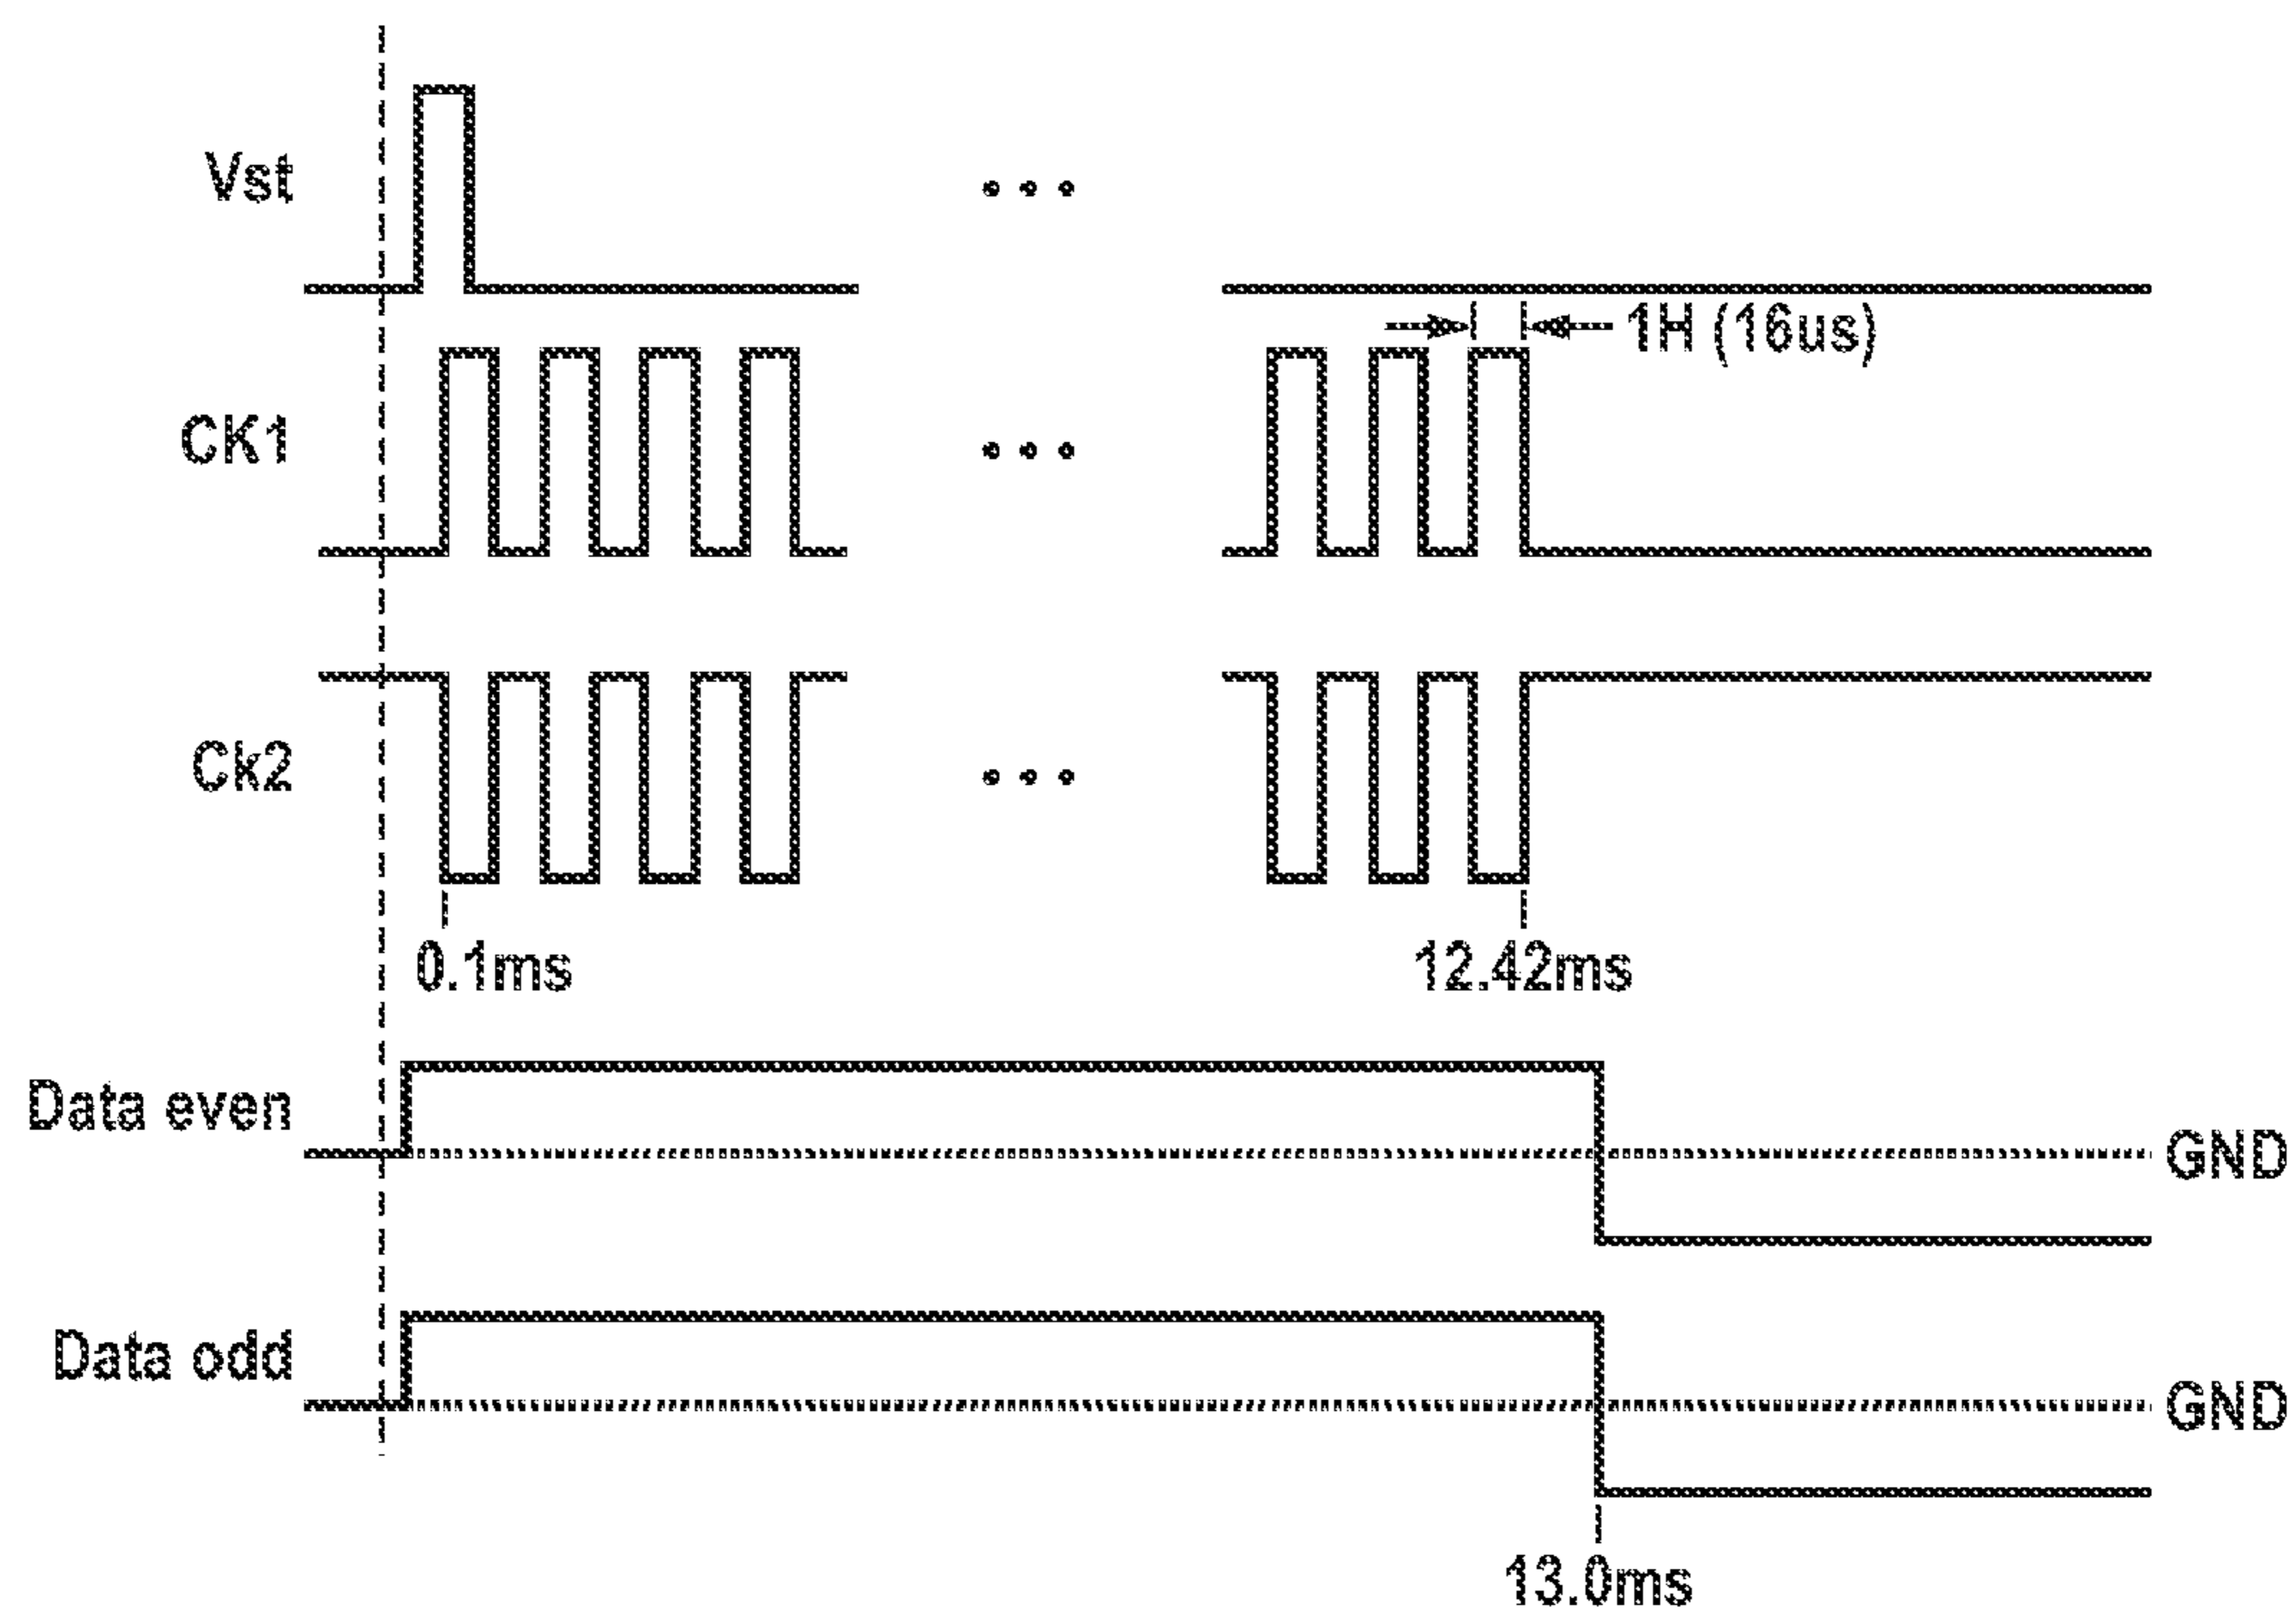 Vst
1H (16us)
CK1
Ck2
0.1ms
12.42ms
Data even
GND
Data odd
GND
13.0ms